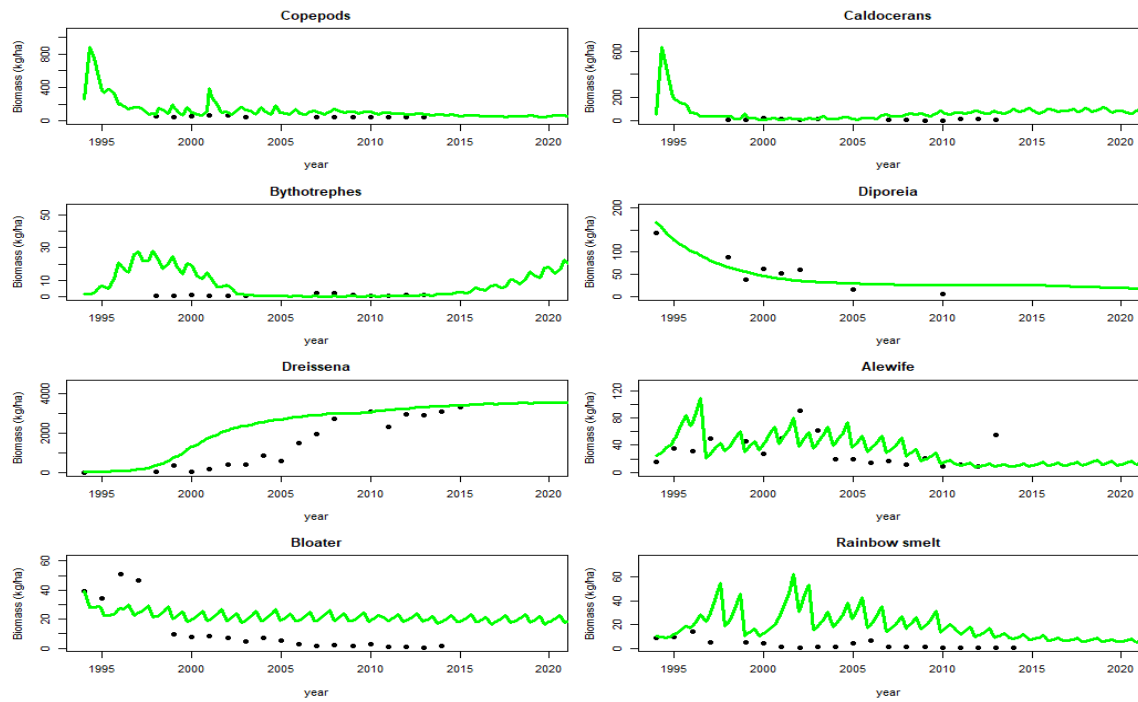 Copepods
Biomass (kg/ha)
0 200 400 800
1995 2000 2005 2010 2015 2020
year
Caldocerans
Biomass (kg/ha)
0 200 600
1995 2000 2005 2010 2015 2020
year
Bythotrephes
Biomass (kg/ha)
0 10 30 50
1995 2000 2005 2010 2015 2020
year
Diporeia
Biomass (kg/ha)
0 50 100 200
1995 2000 2005 2010 2015 2020
year
Dreissena
Biomass (kg/ha)
0 2000 4000
1995 2000 2005 2010 2015 2020
year
Alewife
Biomass (kg/ha)
0 40 80 120
1995 2000 2005 2010 2015 2020
year
Bloater
Biomass (kg/ha)
0 20 40 60
1995 2000 2005 2010 2015 2020
year
Rainbow smelt
Biomass (kg/ha)
0 20 40 60
1995 2000 2005 2010 2015 2020
year